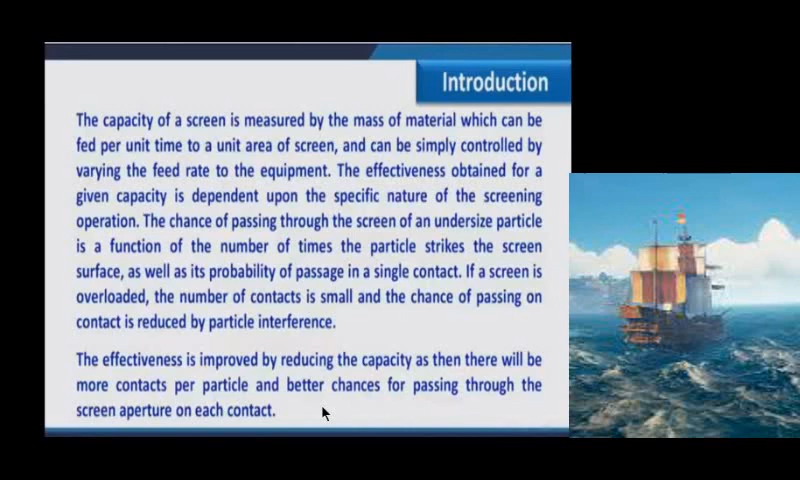 Introduction
The capacity of a screen is measured by the mass of material which can be
fed per unit time to a unit area of screen, and can be simply controlled by
varying the feed rate to the equipment. The effectiveness obtained for a
given capacity is dependent upon the specific nature of the screening
operation. The chance of passing through the screen of an undersize particle
is a function of the number of times the particle strikes the screen
surface, as well as its probability of passage in a single contact. If a screen is
overloaded, the number of contacts is small and the chance of passing on
contact is reduced by particle interference.
The effectiveness is improved by reducing the capacity as then there will be
more contacts per particle and better chances for passing through the
screen aperture on each contact.